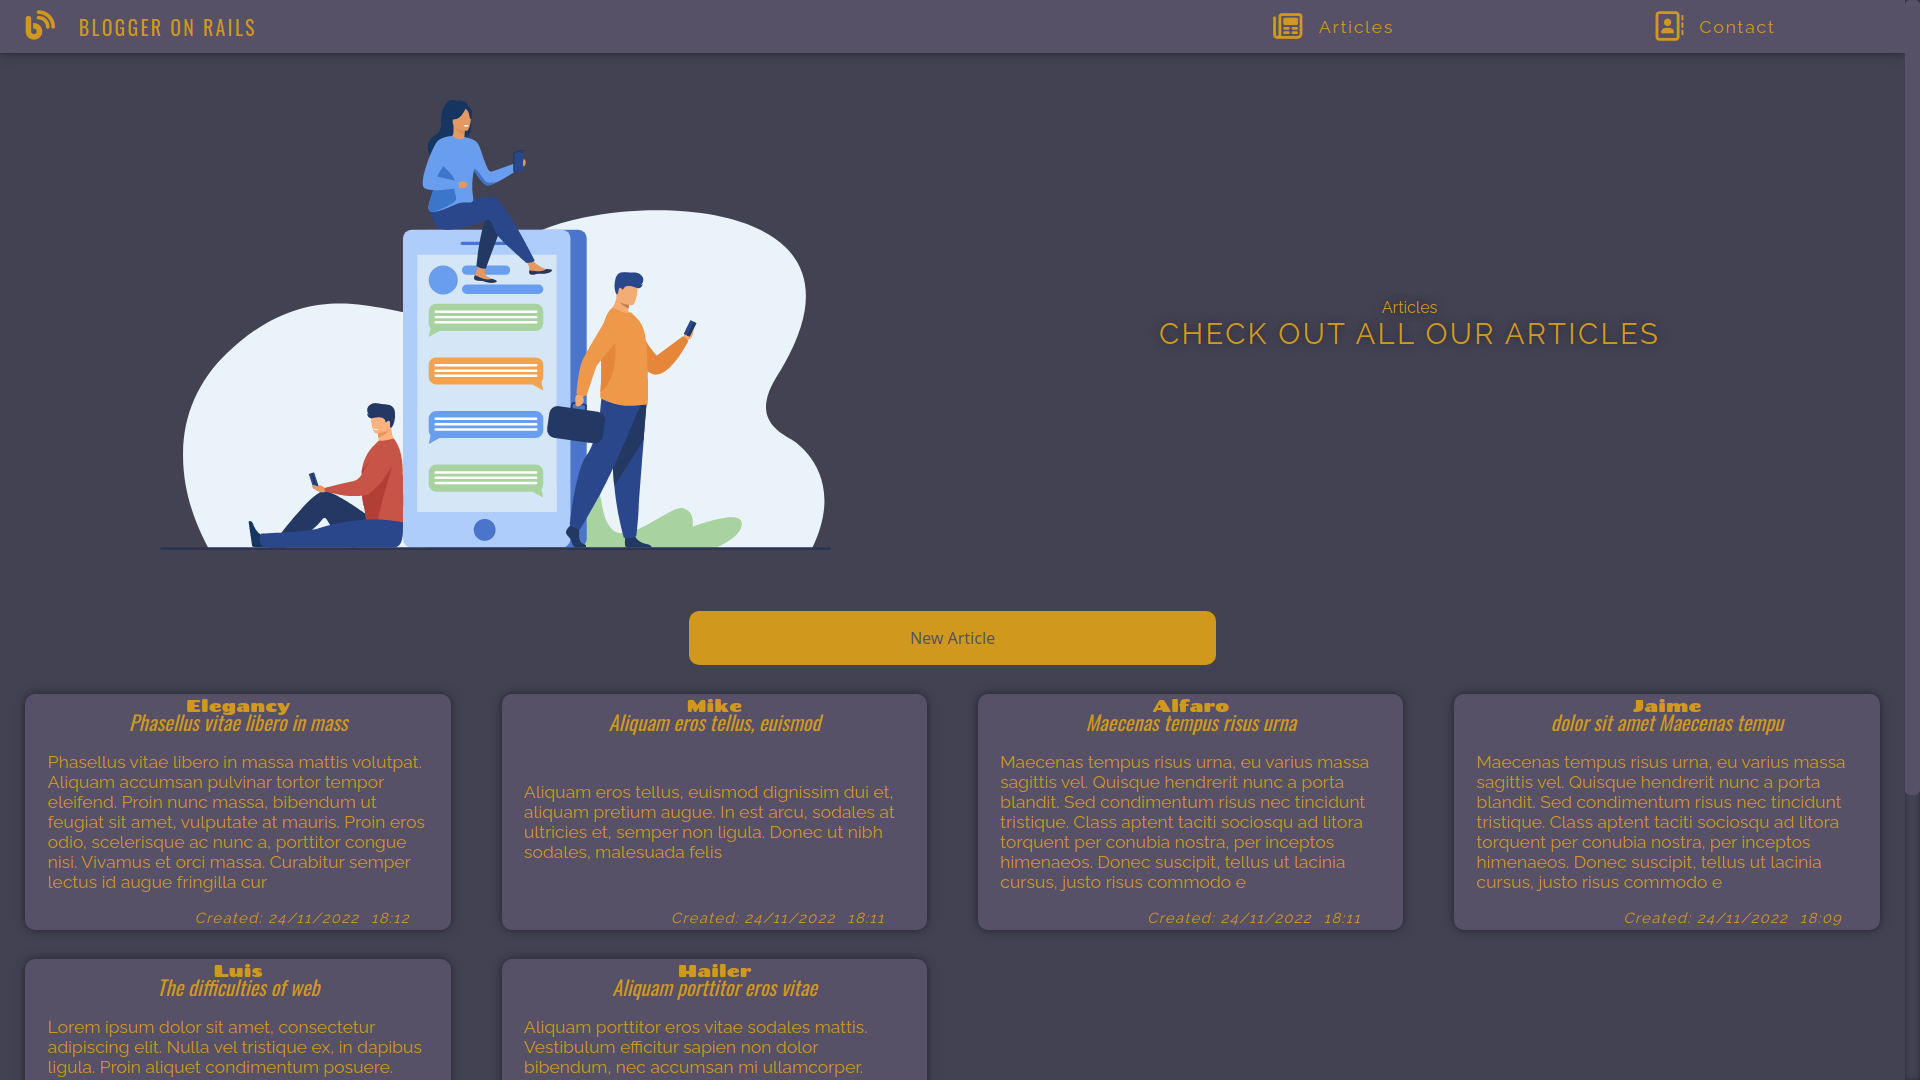 BLOGGER ON RAILS
Articles
Contact
Articles
CHECK OUT ALL OUR ARTICLES
New Article
Elegancy
Phasellus vitae libero in mass
Phasellus vitae libero in massa mattis volutpat.
Aliquam accumsan pulvinar tortor tempor
eleifend. Proin nunc massa, bibendum ut
feugiat sit amet, vulputate at mauris. Proin eros
odio, scelerisque ac nunc a, porttitor congue
nisi. Vivamus et orci massa. Curabitur semper
lectus id augue fringilla cur
Created: 24/11/2022 18:12
Mike
Aliquam eros tellus, euismod
Aliquam eros tellus, euismod dignissim dui et,
aliquam pretium augue. In est arcu, sodales at
ultricies et, semper non ligula. Donec ut nibh
sodales, malesuada felis
Created: 24/11/2022 18:11
Alfaro
Maecenas tempus risus urna
Maecenas tempus risus urna, eu varius massa
sagittis vel. Quisque hendrerit nunc a porta
blandit. Sed condimentum risus nec tincidunt
tristique. Class aptent taciti sociosqu ad litora
torquent per conubia nostra, per inceptos
himenaeos. Donec suscipit, tellus ut lacinia
cursus, justo risus commodo e
Created: 24/11/2022 18:11
Jaime
dolor sit amet Maecenas tempu
Maecenas tempus risus urna, eu varius massa
sagittis vel. Quisque hendrerit nunc a porta
blandit. Sed condimentum risus nec tincidunt
tristique. Class aptent taciti sociosqu ad litora
torquent per conubia nostra, per inceptos
himenaeos. Donec suscipit, tellus ut lacinia
cursus, justo risus commodo e
Created: 24/11/2022 18:09
Luis
The difficulties of web
Lorem ipsum dolor sit amet, consectetur
adipiscing elit. Nulla vel tristique ex, in dapibus
ligula. Proin aliquet condimentum posuere.
Hailer
Aliquam porttitor eros vitae
Aliquam porttitor eros vitae sodales mattis.
Vestibulum efficitur sapien non dolor
bibendum, nec accumsan mi ullamcorper.